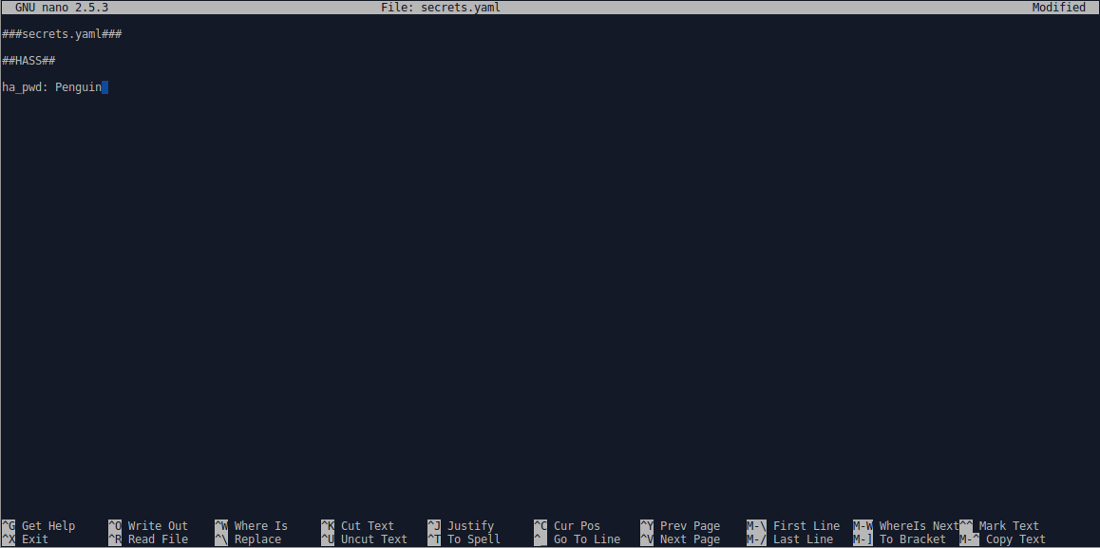 GNU nano 2.5.3 File: secrets.yaml Modified
###secrets.yaml###
##HASS##
ha_pwd: Penguin
^G Get Help ^O Write Out ^W Where Is ^K Cut Text ^J Justify ^C Cur Pos ^Y Prev Page M-\ First Line M-W WhereIs Next ^^ Mark Text
^X Exit ^R Read File ^\ Replace ^U Uncut Text ^T To Spell ^_ Go To Line ^V Next Page M-/ Last Line M-] To Bracket M-^ Copy Text